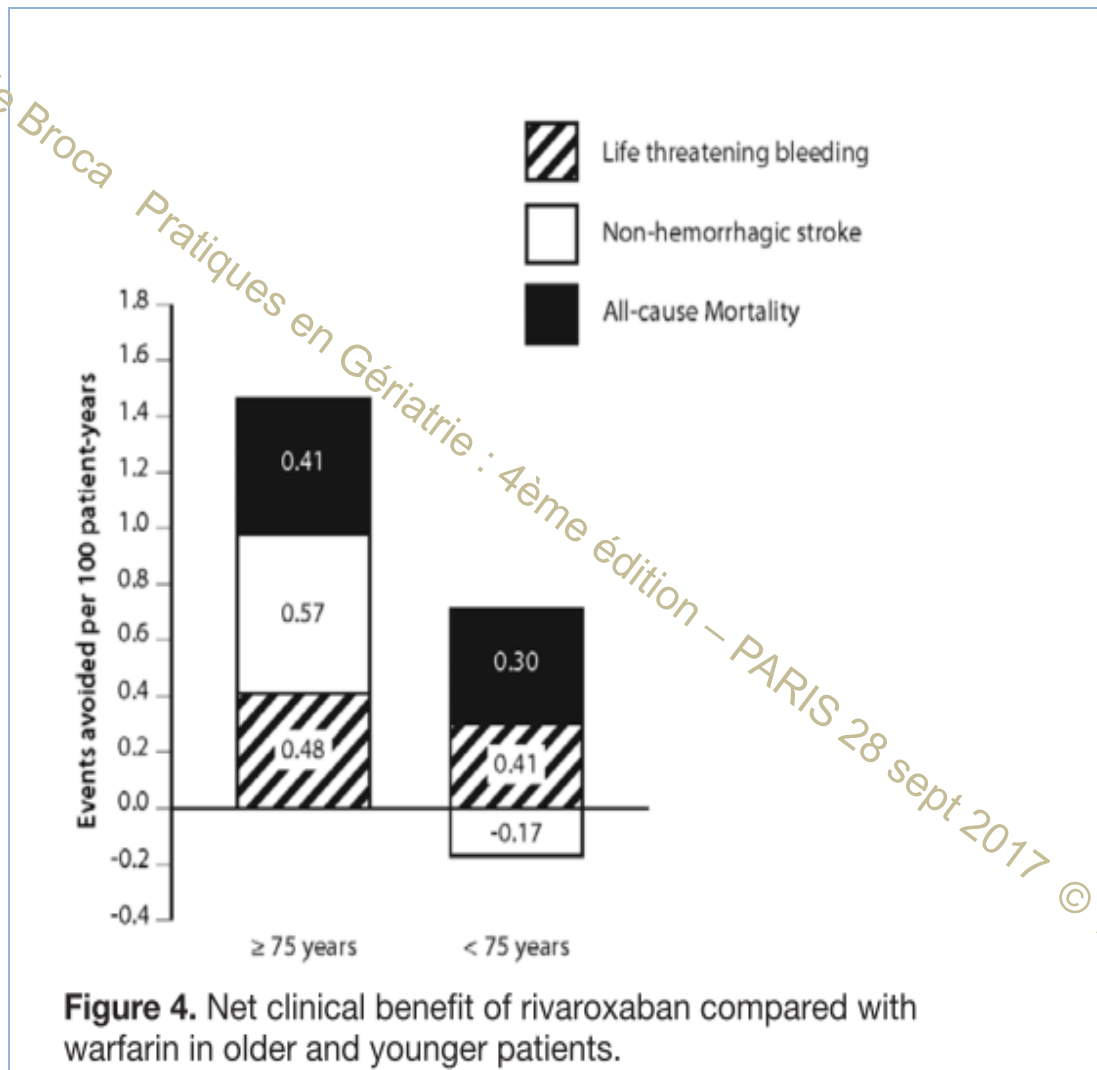 e Broca Pratiques en Gériatrie : 4ème édition – PARIS 28 sept 2017 ©
Life threatening bleeding
Non-hemorrhagic stroke
All-cause Mortality
Events avoided per 100 patient-years
1.8
1.6
1.4
1.2
1.0
0.8
0.6
0.4
0.2
0.0
-0.2
-0.4
0.41
0.57
0.48
0.30
0.41
-0.17
≥ 75 years
< 75 years
Figure 4. Net clinical benefit of rivaroxaban compared with
warfarin in older and younger patients.